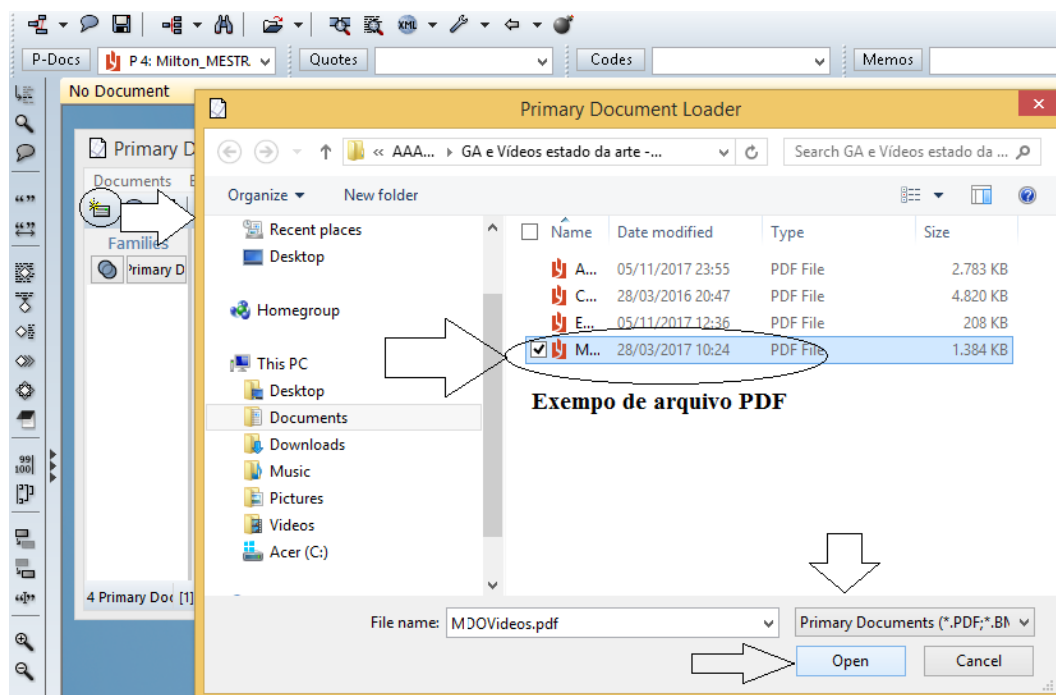 XML
P-Docs P 4: Milton_MESTR. Quotes Codes Memos
No Document
Primary Document Loader
Primary D
« AAA... GA e Vídeos estado da arte -... Search GA e Vídeos estado da ...
Documents
Organize New folder
Families
Primary D
Recent places
Desktop
Homegroup
This PC
Desktop
Documents
Downloads
Music
Pictures
Videos
Acer (C:)
Name Date modified Type Size
A... 05/11/2017 23:55 PDF File 2.783 KB
C... 28/03/2016 20:47 PDF File 4.820 KB
E... 05/11/2017 12:36 PDF File 208 KB
M... 28/03/2017 10:24 PDF File 1.384 KB
Exempo de arquivo PDF
99
100
4 Primary Doc [1]
File name: MDOVideos.pdf Primary Documents (*.PDF;*.BM
Open Cancel